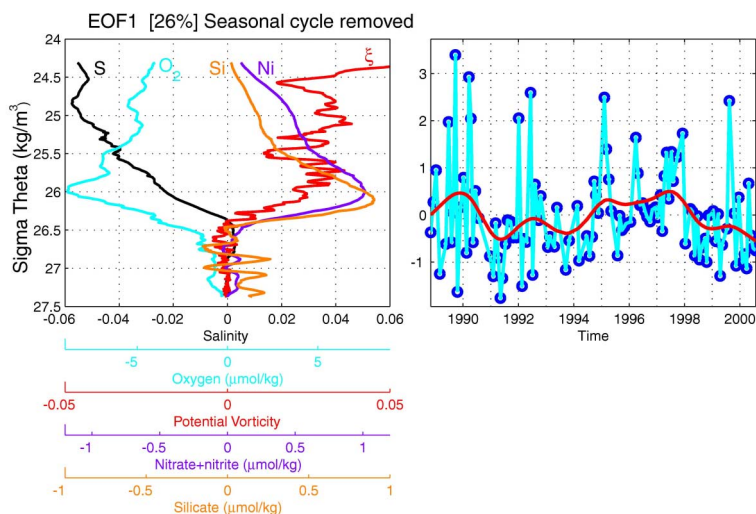 EOF1 [26%] Seasonal cycle removed
24
24.5
25
25.5
26
26.5
27
27.5
Sigma Theta (kg/m³)
S
O₂
Si
Ni
ξ
-0.06 -0.04 -0.02 0 0.02 0.04 0.06
Salinity
-5 0 5
Oxygen (μmol/kg)
-0.05 0 0.05
Potential Vorticity
-1 -0.5 0 0.5 1
Nitrate+nitrite (μmol/kg)
-1 -0.5 0 0.5 1
Silicate (μmol/kg)
3
2
1
0
-1
1990 1992 1994 1996 1998 2000
Time